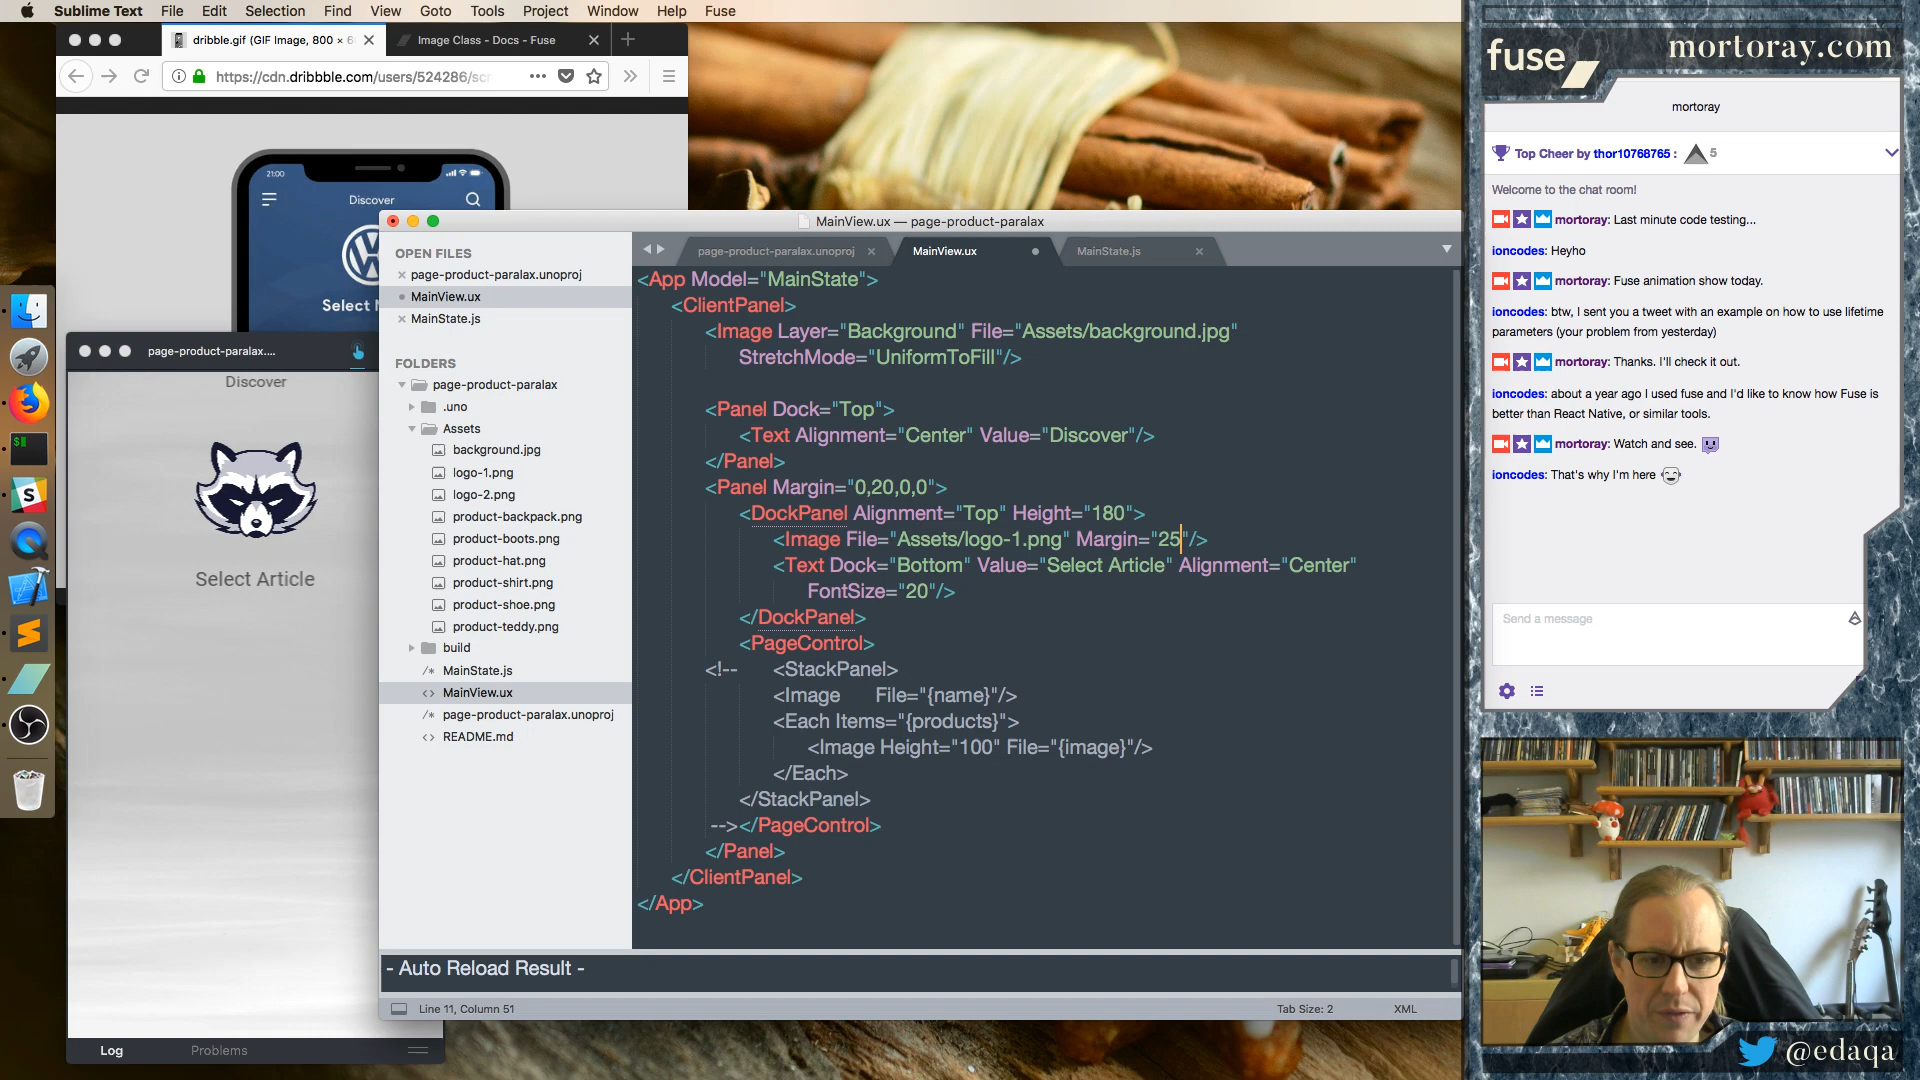 Sublime Text File Edit Selection Find View Goto Tools Project Window Help Fuse
dribble.gif (GIF Image, 800 × 6
Image Class - Docs - Fuse
https://cdn.dribbble.com/users/524286/scr
21:00
Discover
Select M
page-product-paralax....
Discover
Select Article
Log Problems
MainView.ux — page-product-paralax
OPEN FILES
page-product-paralax.unoproj
MainView.ux
MainState.js
FOLDERS
page-product-paralax
.uno
Assets
background.jpg
logo-1.png
logo-2.png
product-backpack.png
product-boots.png
product-hat.png
product-shirt.png
product-shoe.png
product-teddy.png
build
MainState.js
MainView.ux
page-product-paralax.unoproj
README.md
page-product-paralax.unoproj MainView.ux MainState.js
<App Model="MainState">
<ClientPanel>
<Image Layer="Background" File="Assets/background.jpg"
StretchMode="UniformToFill"/>
<Panel Dock="Top">
<Text Alignment="Center" Value="Discover"/>
</Panel>
<Panel Margin="0,20,0,0">
<DockPanel Alignment="Top" Height="180">
<Image File="Assets/logo-1.png" Margin="25"/>
<Text Dock="Bottom" Value="Select Article" Alignment="Center"
FontSize="20"/>
</DockPanel>
<PageControl>
<!-- <StackPanel>
<Image File="{name}"/>
<Each Items="{products}">
<Image Height="100" File="{image}"/>
</Each>
</StackPanel>
--></PageControl>
</Panel>
</ClientPanel>
</App>
- Auto Reload Result -
Line 11, Column 51
Tab Size: 2
XML
fuse
mortoray.com
mortoray
Top Cheer by thor10768765 : 5
Welcome to the chat room!
mortoray: Last minute code testing...
ioncodes: Heyho
mortoray: Fuse animation show today.
ioncodes: btw, I sent you a tweet with an example on how to use lifetime
parameters (your problem from yesterday)
mortoray: Thanks. I'll check it out.
ioncodes: about a year ago I used fuse and I'd like to know how Fuse is
better than React Native, or similar tools.
mortoray: Watch and see.
ioncodes: That's why I'm here
Send a message
@edaqa